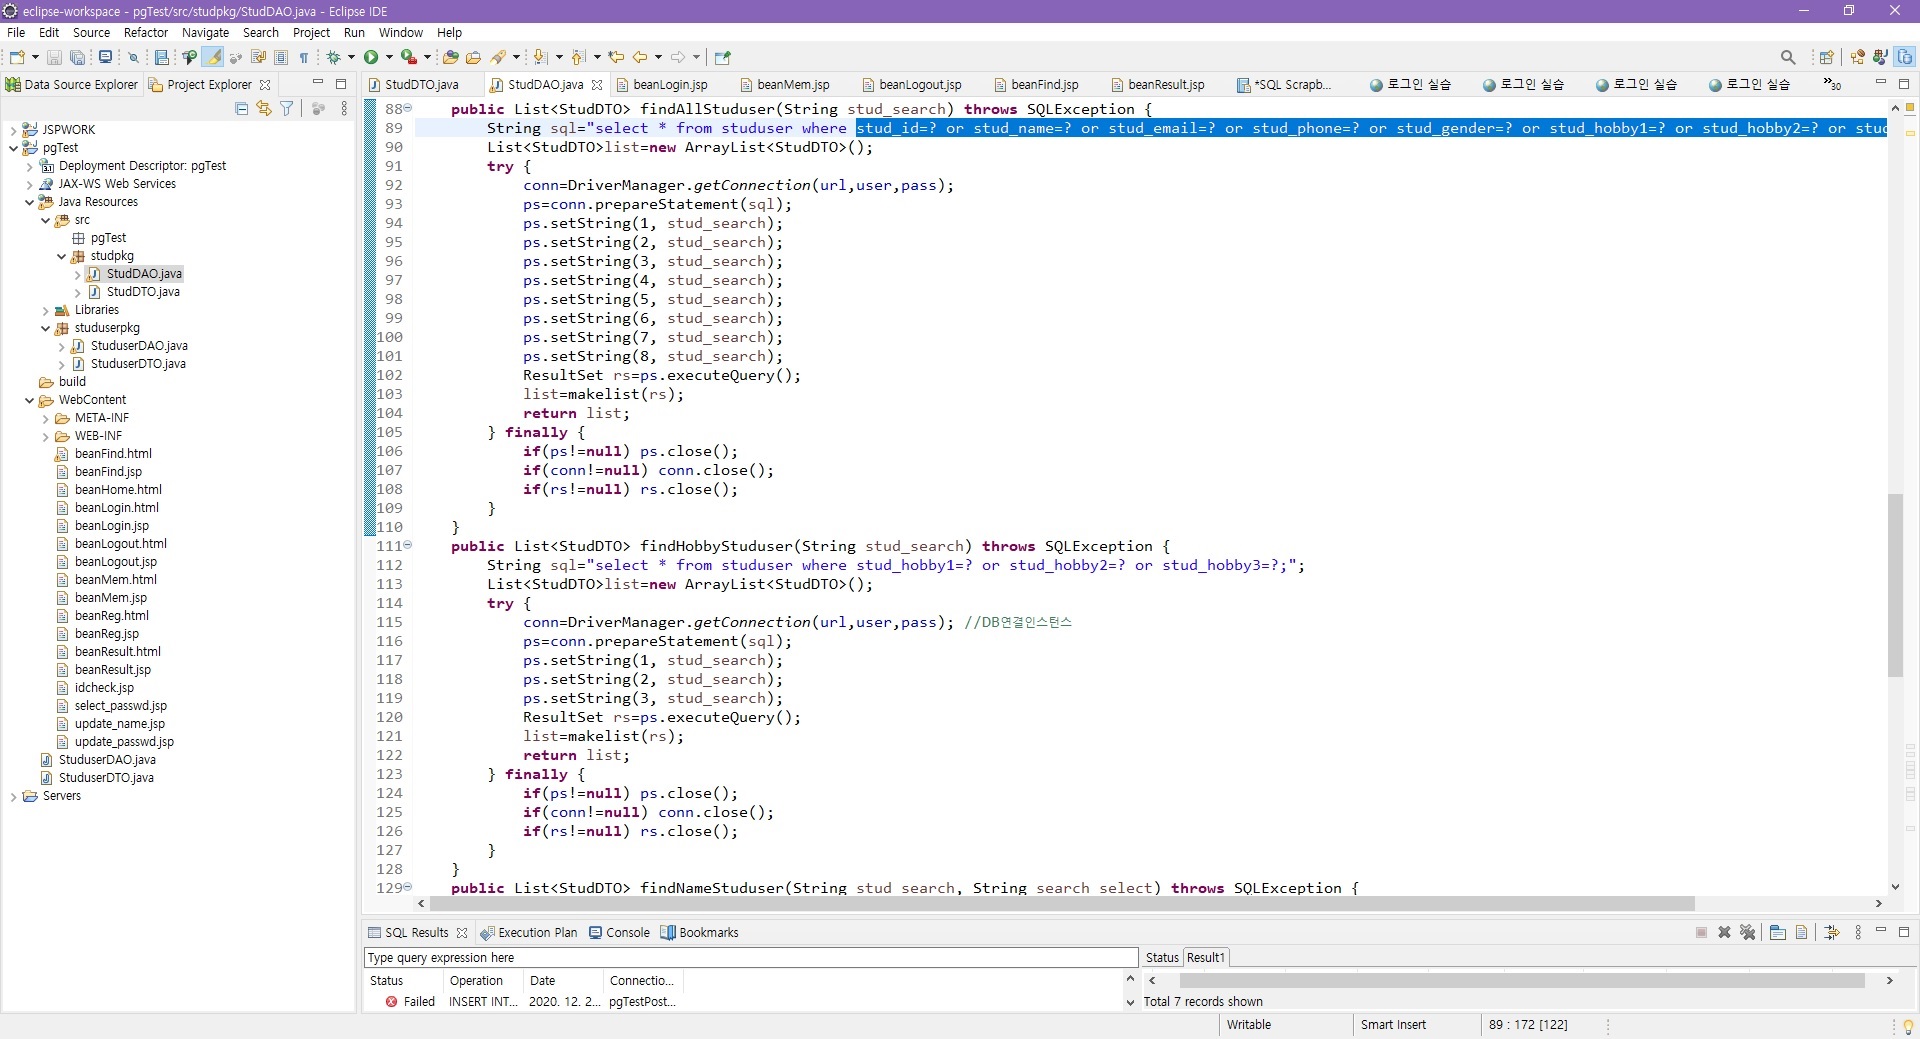 eclipse-workspace - pgTest/src/studpkg/StudDAO.java - Eclipse IDE
File Edit Source Refactor Navigate Search Project Run Window Help
Data Source Explorer Project Explorer
StudDTO.java StudDAO.java beanLogin.jsp beanMem.jsp beanLogout.jsp beanFind.jsp beanResult.jsp *SQL Scrapb... 로그인 실습 로그인 실습 로그인 실습 로그인 실습 »30
JSPWORK
pgTest
Deployment Descriptor: pgTest
JAX-WS Web Services
Java Resources
src
pgTest
studpkg
StudDAO.java
StudDTO.java
Libraries
studuserpkg
StuduserDAO.java
StuduserDTO.java
build
WebContent
META-INF
WEB-INF
beanFind.html
beanFind.jsp
beanHome.html
beanLogin.html
beanLogin.jsp
beanLogout.html
beanLogout.jsp
beanMem.html
beanMem.jsp
beanReg.html
beanReg.jsp
beanResult.html
beanResult.jsp
idcheck.jsp
select_passwd.jsp
update_name.jsp
update_passwd.jsp
StuduserDAO.java
StuduserDTO.java
Servers
88 public List<StudDTO> findAllStuduser(String stud_search) throws SQLException {
89 String sql="select * from studuser where stud_id=? or stud_name=? or stud_email=? or stud_phone=? or stud_gender=? or stud_hobby1=? or stud_hobby2=? or stud
90 List<StudDTO>list=new ArrayList<StudDTO>();
91 try {
92 conn=DriverManager.getConnection(url,user,pass);
93 ps=conn.prepareStatement(sql);
94 ps.setString(1, stud_search);
95 ps.setString(2, stud_search);
96 ps.setString(3, stud_search);
97 ps.setString(4, stud_search);
98 ps.setString(5, stud_search);
99 ps.setString(6, stud_search);
100 ps.setString(7, stud_search);
101 ps.setString(8, stud_search);
102 ResultSet rs=ps.executeQuery();
103 list=makelist(rs);
104 return list;
105 } finally {
106 if(ps!=null) ps.close();
107 if(conn!=null) conn.close();
108 if(rs!=null) rs.close();
109 }
110 }
111 public List<StudDTO> findHobbyStuduser(String stud_search) throws SQLException {
112 String sql="select * from studuser where stud_hobby1=? or stud_hobby2=? or stud_hobby3=?;";
113 List<StudDTO>list=new ArrayList<StudDTO>();
114 try {
115 conn=DriverManager.getConnection(url,user,pass); //DB연결인스턴스
116 ps=conn.prepareStatement(sql);
117 ps.setString(1, stud_search);
118 ps.setString(2, stud_search);
119 ps.setString(3, stud_search);
120 ResultSet rs=ps.executeQuery();
121 list=makelist(rs);
122 return list;
123 } finally {
124 if(ps!=null) ps.close();
125 if(conn!=null) conn.close();
126 if(rs!=null) rs.close();
127 }
128 }
129 public List<StudDTO> findNameStuduser(String stud_search, String search_select) throws SQLException {
SQL Results Execution Plan Console Bookmarks
Type query expression here
Status Result1
Status Operation Date Connectio...
Failed INSERT INT... 2020. 12. 2... pgTestPost...
Total 7 records shown
Writable Smart Insert 89 : 172 [122]